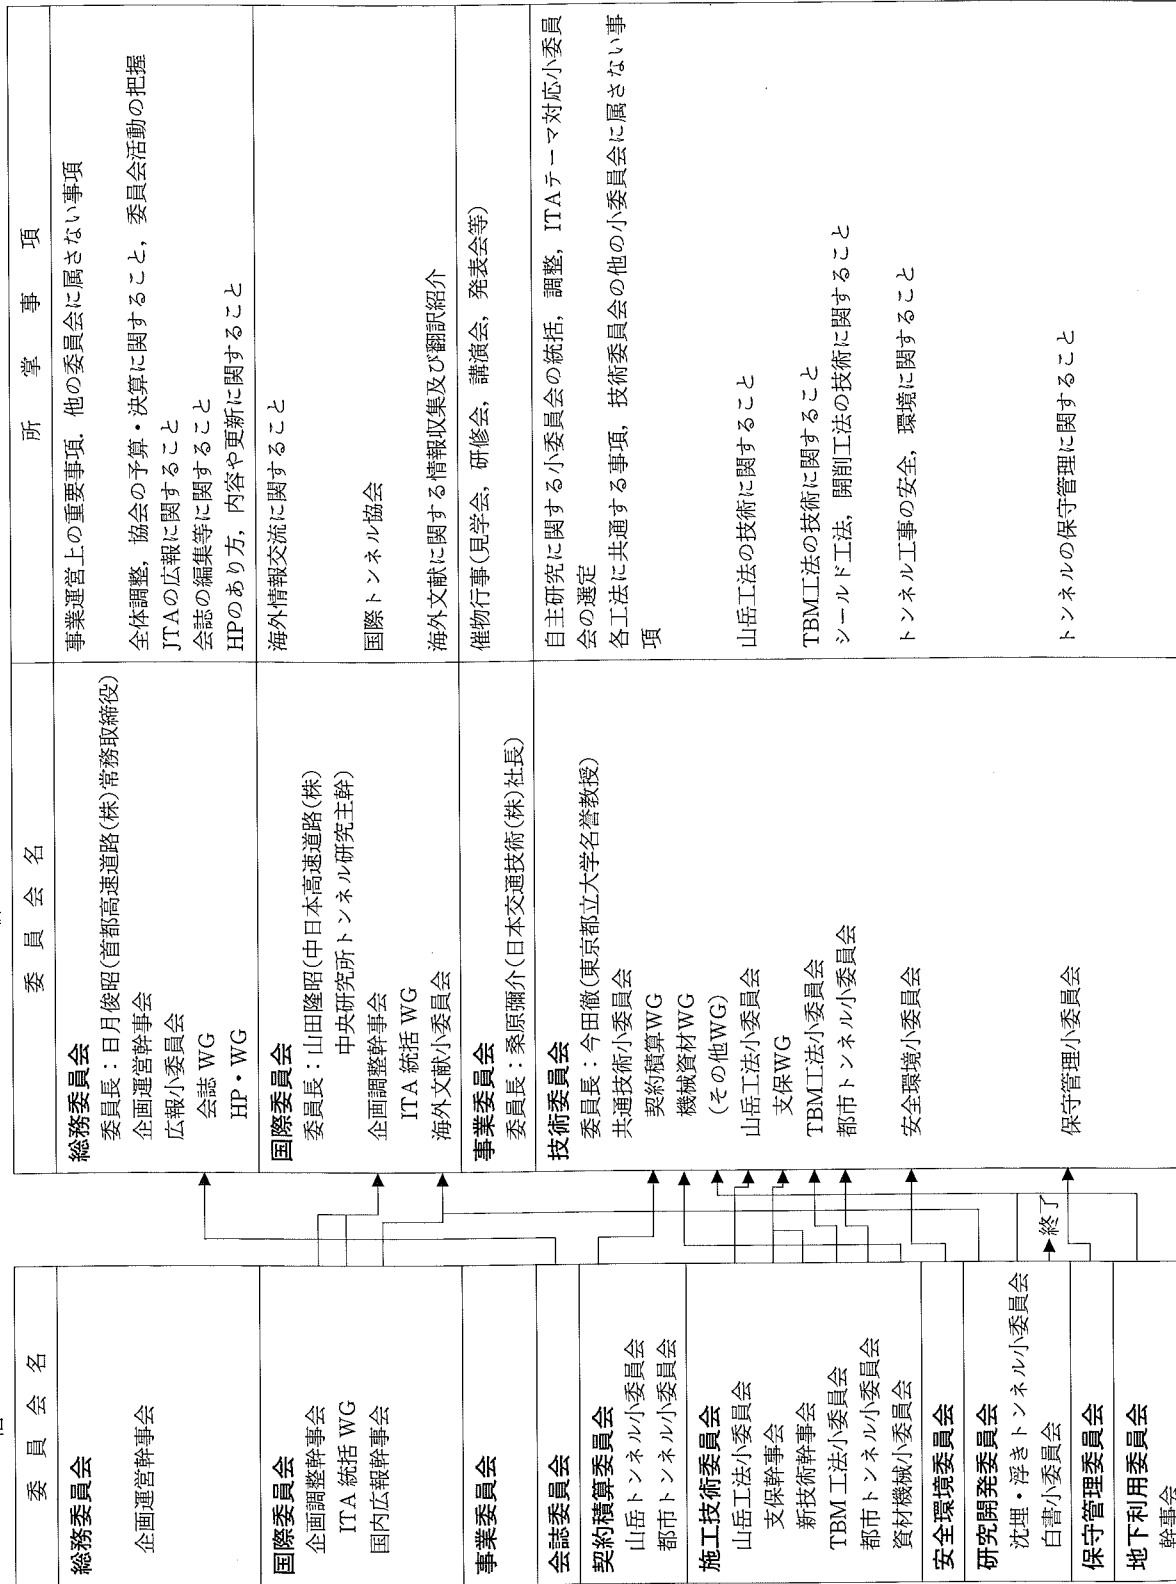 委員会名
総務委員会
企画運営幹事会
国際委員会
企画調整幹事会
ITA 統括 WG
国内広報幹事会
事業委員会
会誌委員会
契約積算委員会
山岳トンネル小委員会
都市トンネル小委員会
施工技術委員会
山岳工法小委員会
支保幹事会
新技術幹事会
TBM 工法小委員会
都市トンネル小委員会
資材機械小委員会
安全環境委員会
研究開発委員会
沈埋・浮きトンネル小委員会
白書小委員会
保守管理委員会
地下利用委員会
幹事会
終了
委員会名
所掌事項
総務委員会
事業運営上の重要事項．他の委員会に属さない事項
委員長：日月俊昭(首都高速道路(株)常務取締役)
企画運営幹事会
全体調整，協会の予算・決算に関すること，委員会活動の把握
広報小委員会
JTAの広報に関すること
会誌 WG
会誌の編集等に関すること
HP・WG
HPのあり方，内容や更新に関すること
国際委員会
海外情報交流に関すること
委員長：山田隆昭(中日本高速道路(株)
中央研究所トンネル研究主幹)
企画調整幹事会
国際トンネル協会
ITA 統括 WG
海外文献小委員会
海外文献に関する情報収集及び翻訳紹介
事業委員会
催物行事(見学会，研修会，講演会，発表会等)
委員長：桑原彌介(日本交通技術(株)社長)
技術委員会
自主研究に関する小委員会の統括，調整，ITAテーマ対応小委員
会の選定
委員長：今田徹(東京都立大学名誉教授)
共通技術小委員会
各工法に共通する事項，技術委員会の他の小委員会に属さない事
項
契約積算WG
機械資材WG
(その他WG)
山岳工法小委員会
山岳工法の技術に関すること
支保WG
TBM工法小委員会
TBM工法の技術に関すること
都市トンネル小委員会
シールド工法，開削工法の技術に関すること
安全環境小委員会
トンネル工事の安全，環境に関すること
保守管理小委員会
トンネルの保守管理に関すること